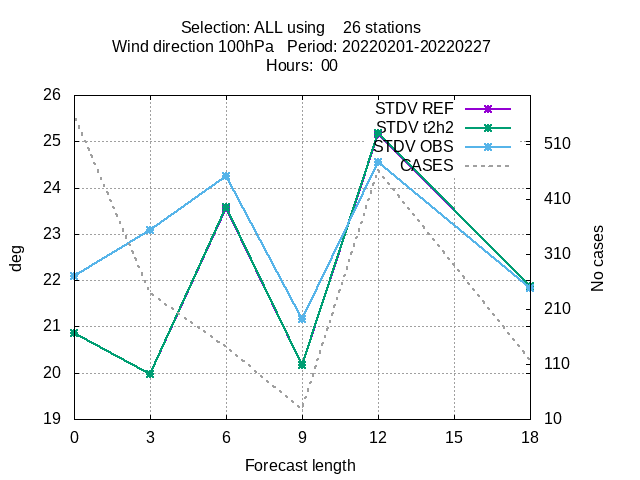 Selection: ALL using    26 stations
Wind direction 100hPa   Period: 20220201-20220227
Hours:  00
STDV REF
STDV t2h2
STDV OBS
CASES
26
25
24
23
22
21
20
19
deg
510
410
310
210
110
10
No cases
0 3 6 9 12 15 18
Forecast length